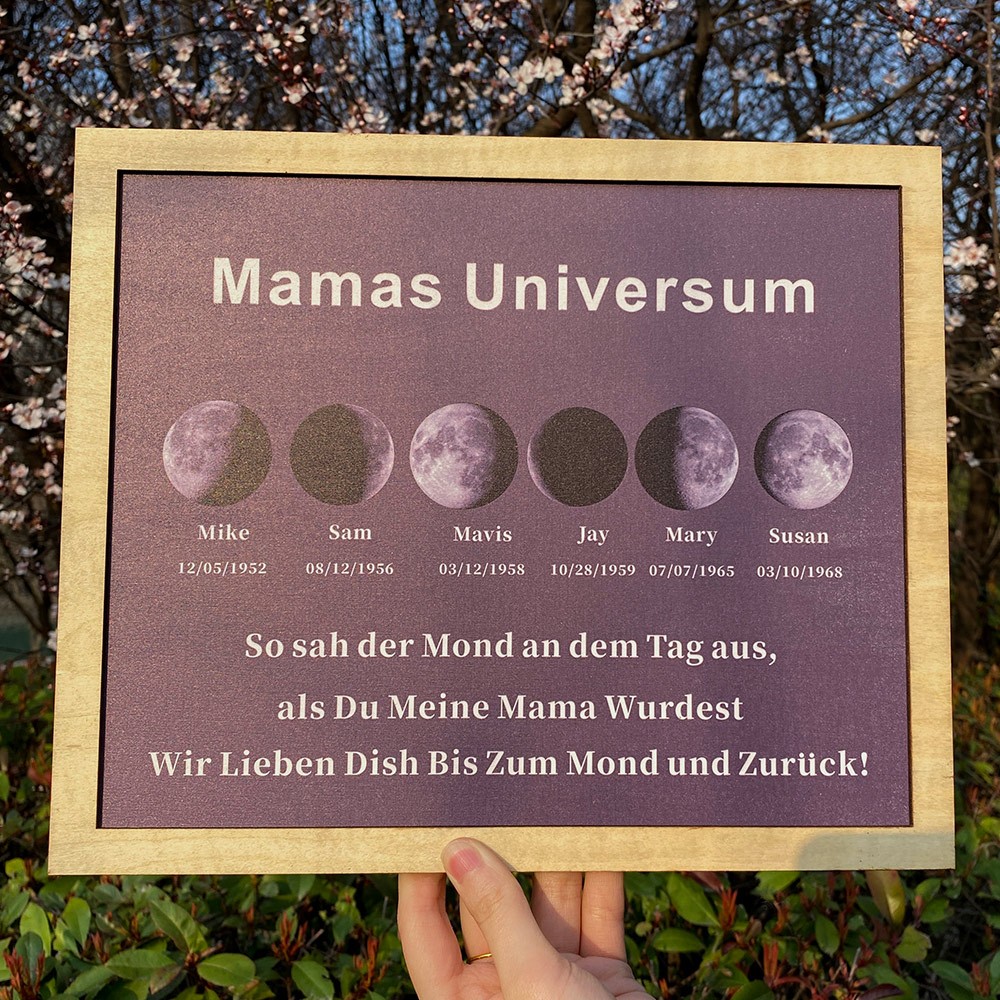 Mamas Universum
Mike Sam Mavis Jay Mary Susan
12/05/1952 08/12/1956 03/12/1958 10/28/1959 07/07/1965 03/10/1968
So sah der Mond an dem Tag aus,
als Du Meine Mama Wurdest
Wir Lieben Dish Bis Zum Mond und Zurück!